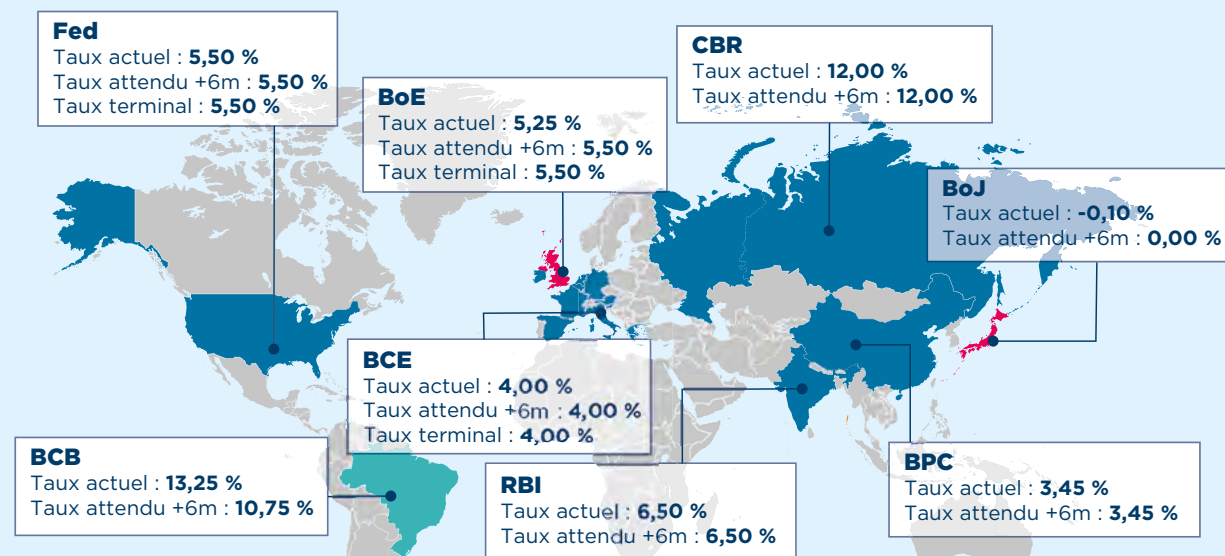 Fed
Taux actuel : 5,50 %
Taux attendu +6m : 5,50 %
Taux terminal : 5,50 %
BoE
Taux actuel : 5,25 %
Taux attendu +6m : 5,50 %
Taux terminal : 5,50 %
CBR
Taux actuel : 12,00 %
Taux attendu +6m : 12,00 %
BoJ
Taux actuel : -0,10 %
Taux attendu +6m : 0,00 %
BCE
Taux actuel : 4,00 %
Taux attendu +6m : 4,00 %
Taux terminal : 4,00 %
BCB
Taux actuel : 13,25 %
Taux attendu +6m : 10,75 %
RBI
Taux actuel : 6,50 %
Taux attendu +6m : 6,50 %
BPC
Taux actuel : 3,45 %
Taux attendu +6m : 3,45 %